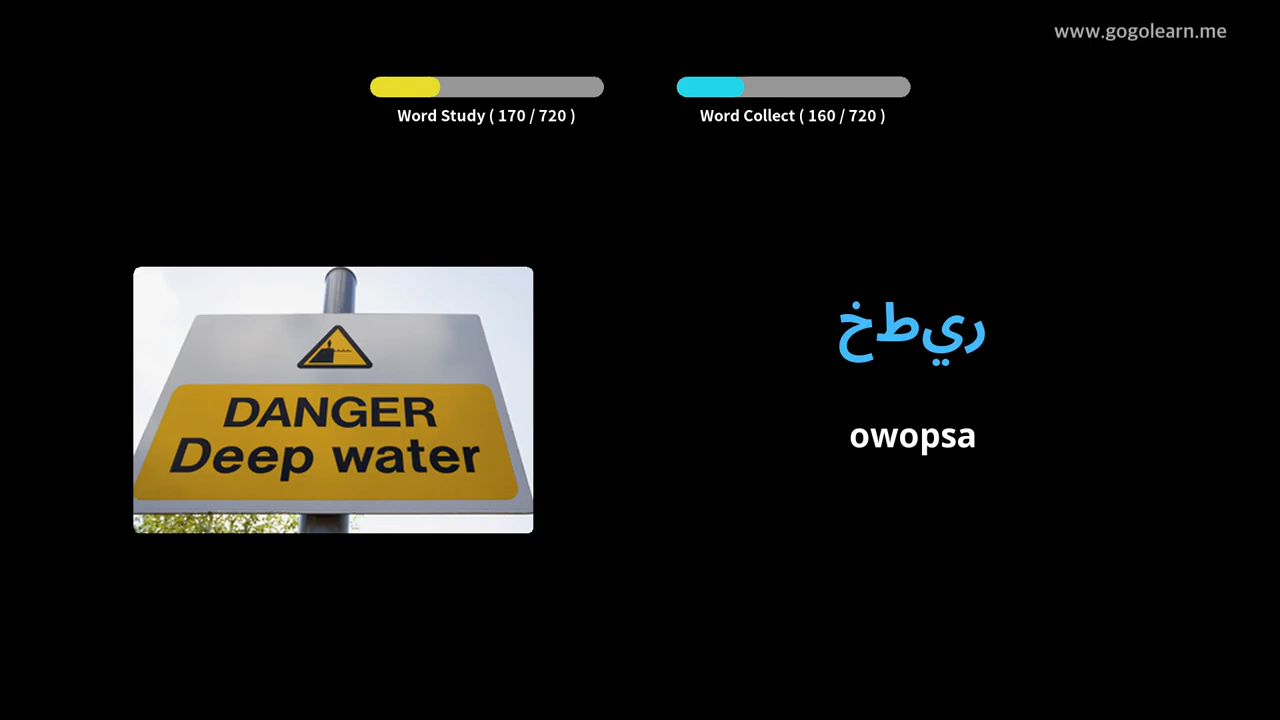 www.gogolearn.me
Word Study ( 170 / 720 )
Word Collect ( 160 / 720 )
DANGER
Deep water
خطير
owopsa